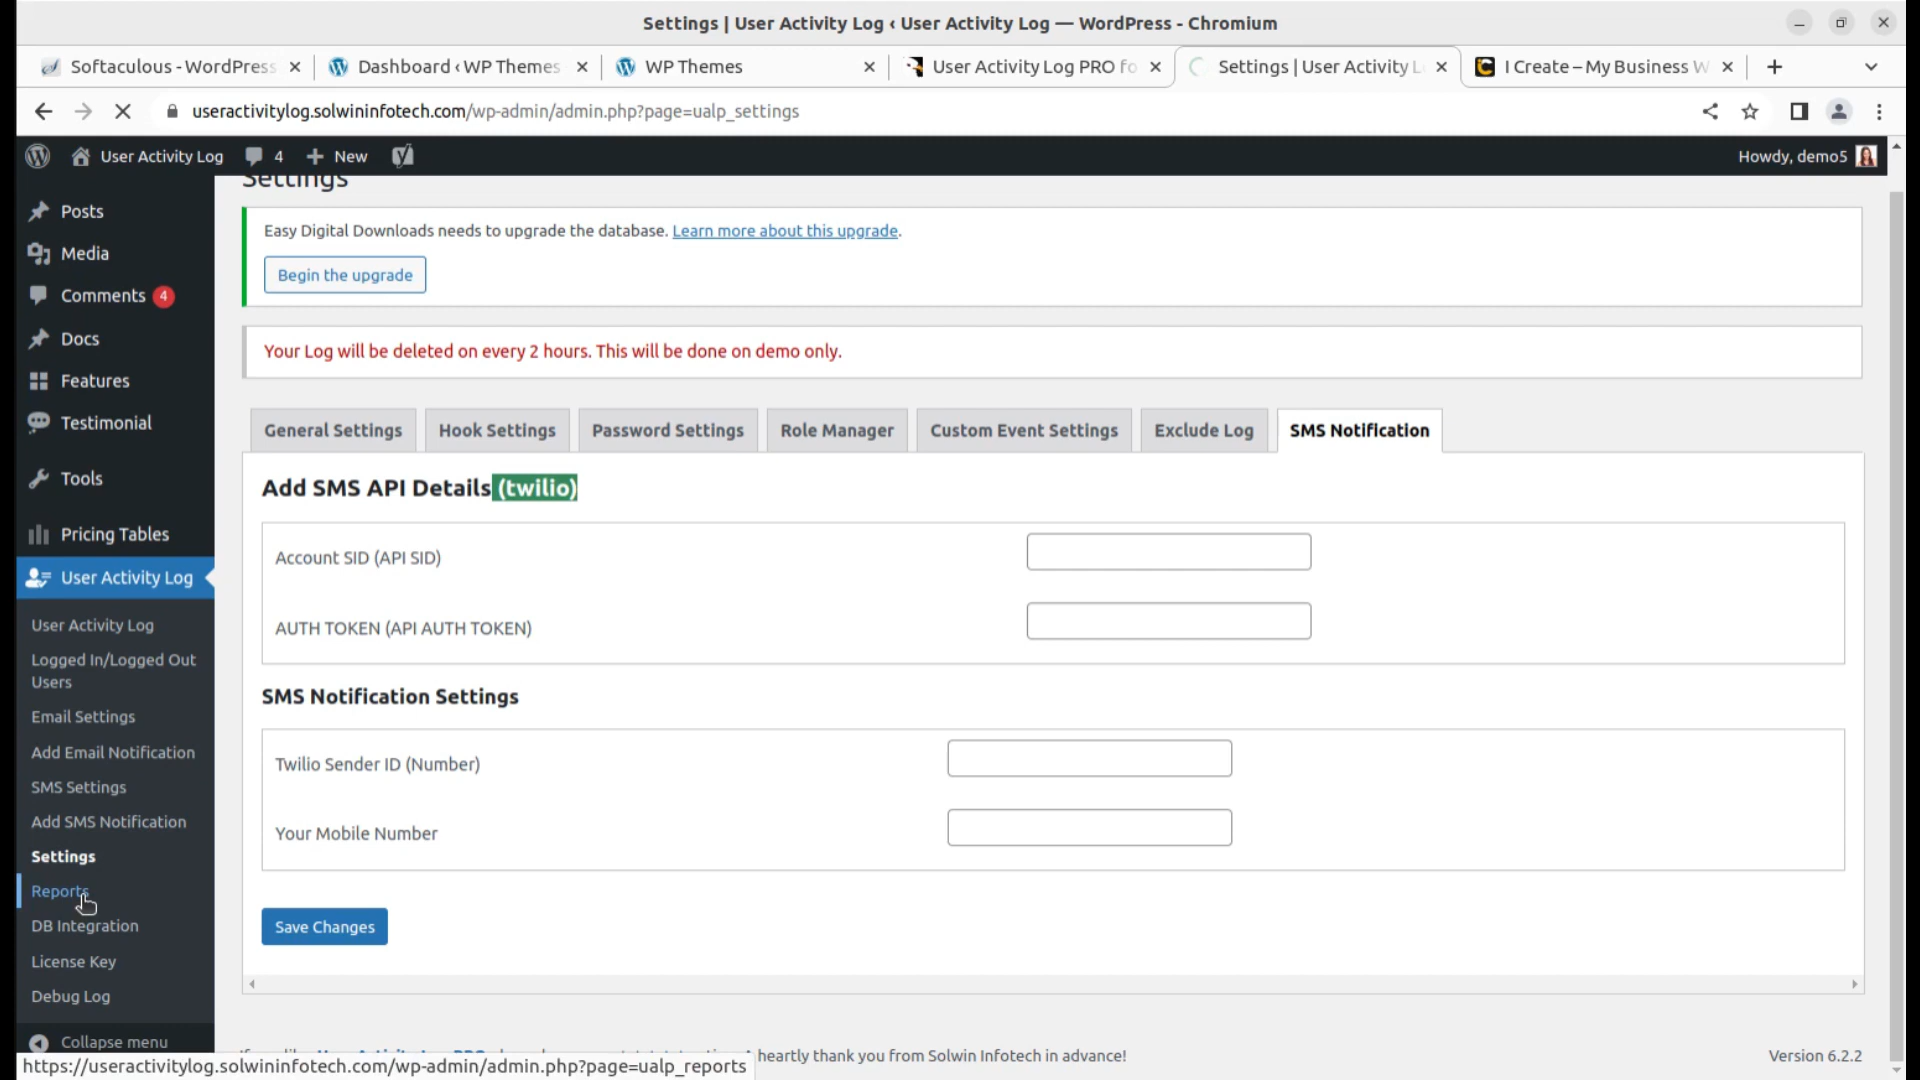 Settings | User Activity Log ‹ User Activity Log — WordPress - Chromium
Softaculous - WordPress
Dashboard ‹ WP Themes
WP Themes
User Activity Log PRO fo
Settings | User Activity L
I Create – My Business W
useractivitylog.solwininfotech.com/wp-admin/admin.php?page=ualp_settings
User Activity Log
4
New
Howdy, demo5
Posts
Media
Comments 4
Docs
Features
Testimonial
Tools
Pricing Tables
User Activity Log
User Activity Log
Logged In/Logged Out
Users
Email Settings
Add Email Notification
SMS Settings
Add SMS Notification
Settings
Reports
DB Integration
License Key
Debug Log
Collapse menu
Settings
Easy Digital Downloads needs to upgrade the database. Learn more about this upgrade.
Begin the upgrade
Your Log will be deleted on every 2 hours. This will be done on demo only.
General Settings
Hook Settings
Password Settings
Role Manager
Custom Event Settings
Exclude Log
SMS Notification
Add SMS API Details (twilio)
Account SID (API SID)
AUTH TOKEN (API AUTH TOKEN)
SMS Notification Settings
Twilio Sender ID (Number)
Your Mobile Number
Save Changes
heartly thank you from Solwin Infotech in advance!
Version 6.2.2
https://useractivitylog.solwininfotech.com/wp-admin/admin.php?page=ualp_reports